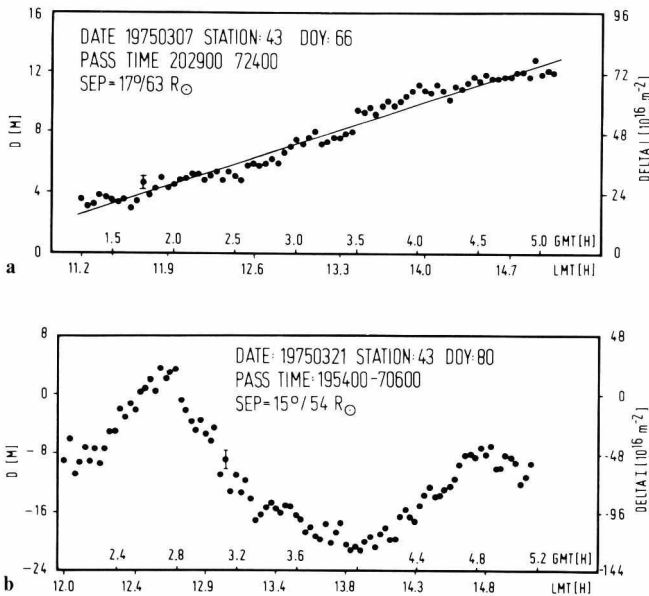 16
12
8
4
0
D [M]
DATE 19750307 STATION: 43 DOY: 66
PASS TIME 202900 72400
SEP=17º/63 R☉
96
72
48
24
0
DELTA I [10¹⁶ m⁻²]
1.5 2.0 2.5 3.0 3.5 4.0 4.5 5.0 GMT[H]
11.2 11.9 12.6 13.3 14.0 14.7 LMT[H]
a
8
0
-8
-16
-24
D [M]
DATE: 19750321 STATION: 43 DOY: 80
PASS TIME: 195400-70600
SEP=15°/54 R☉
48
0
-48
-96
-144
DELTA I [10¹⁶ m⁻²]
2.4 2.8 3.2 3.6 4.4 4.8 5.2 GMT[H]
12.0 12.4 12.9 13.3 13.8 14.4 14.8 LMT[H]
b